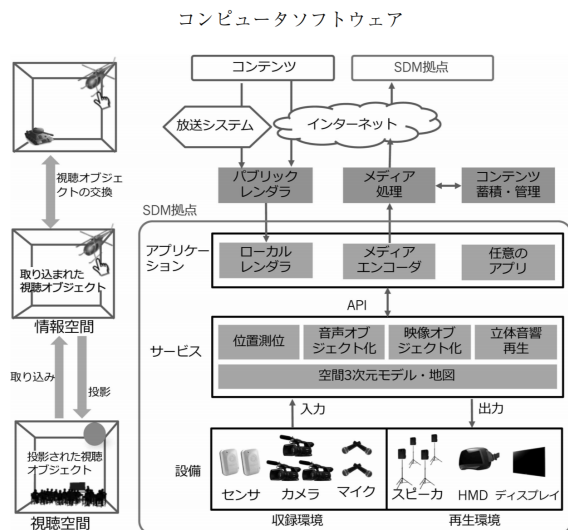 コンピュータソフトウェア
コンテンツ
SDM拠点
放送システム
インターネット
視聴オブジェ
クトの交換
パブリック
レンダラ
メディア
処理
コンテンツ
蓄積・管理
SDM拠点
取り込まれた
視聴オブジェクト
情報空間
アプリケー
ション
ローカル
レンダラ
メディア
エンコーダ
任意の
アプリ
API
サービス
位置測位
音声オブ
ジェクト化
映像オブ
ジェクト化
立体音響
再生
空間3次元モデル・地図
取り込み
投影
入力
出力
投影された視聴
オブジェクト
視聴空間
設備
センサ
カメラ
マイク
スピーカ
HMD
ディスプレイ
収録環境
再生環境